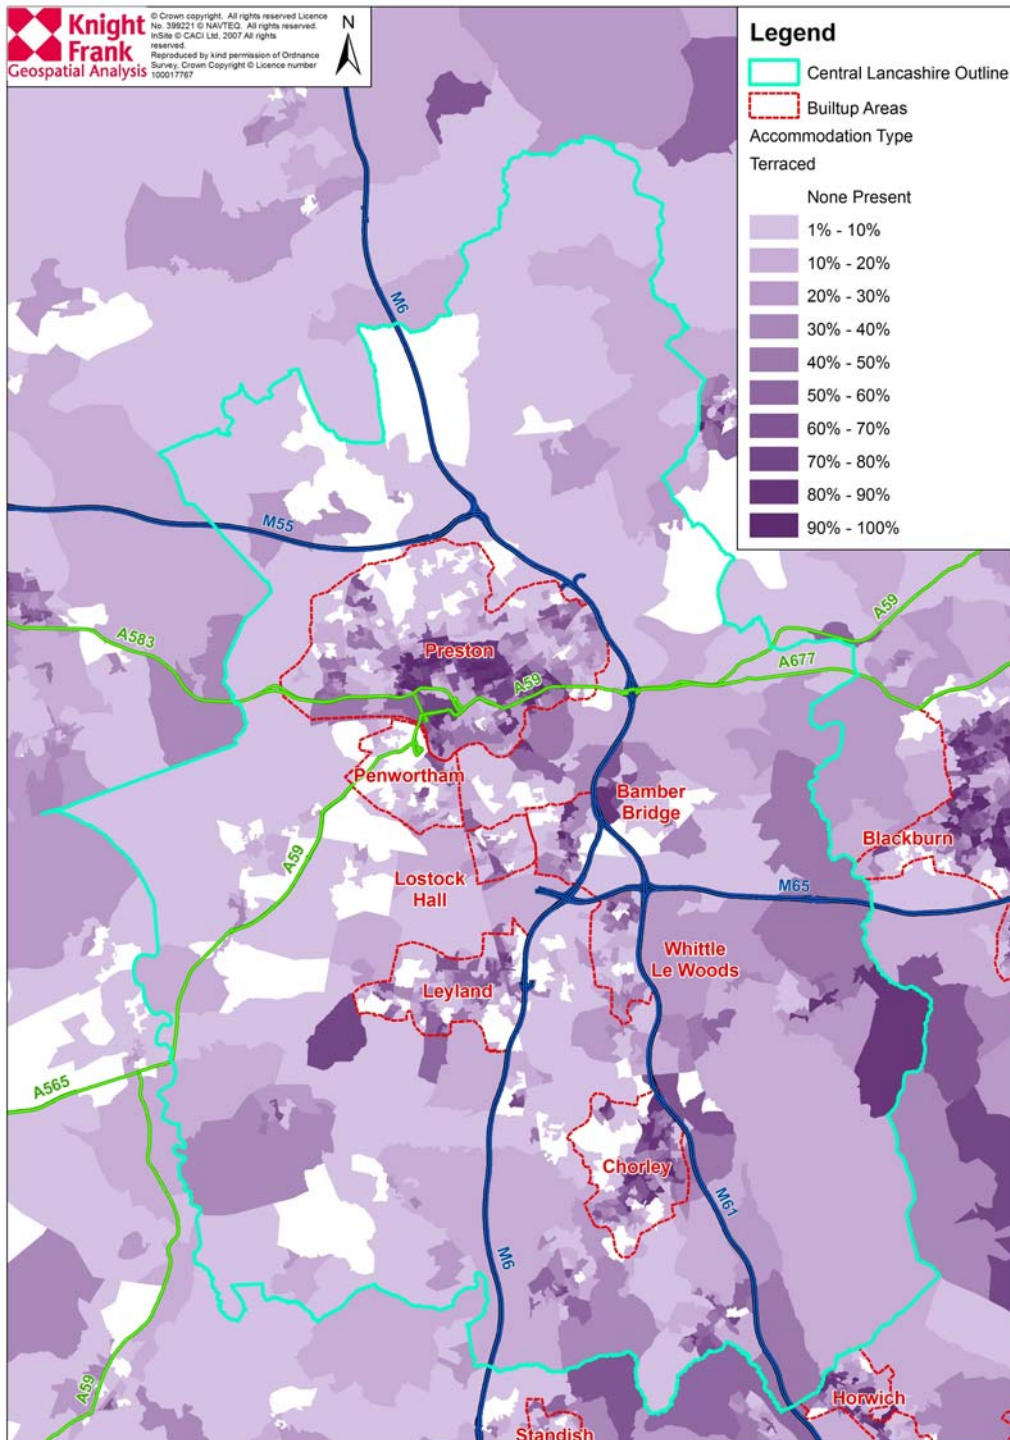 Knight
Frank
Geospatial Analysis
© Crown copyright. All rights reserved Licence
No. 399221 © NAVTEQ. All rights reserved.
InSite © CACI Ltd, 2007 All rights
reserved.
Reproduced by kind permission of Ordnance
Survey, Crown Copyright © Licence number
100017767
N
Legend
Central Lancashire Outline
Builtup Areas
Accommodation Type
Terraced
None Present
1% - 10%
10% - 20%
20% - 30%
30% - 40%
40% - 50%
50% - 60%
60% - 70%
70% - 80%
80% - 90%
90% - 100%
M6
M55
A59
A583
Preston
A677
A59
Penwortham
Bamber
Bridge
Blackburn
A59
Lostock
Hall
M65
Whittle
Le Woods
Leyland
A565
Chorley
M61
M6
A59
Horwich
Standish